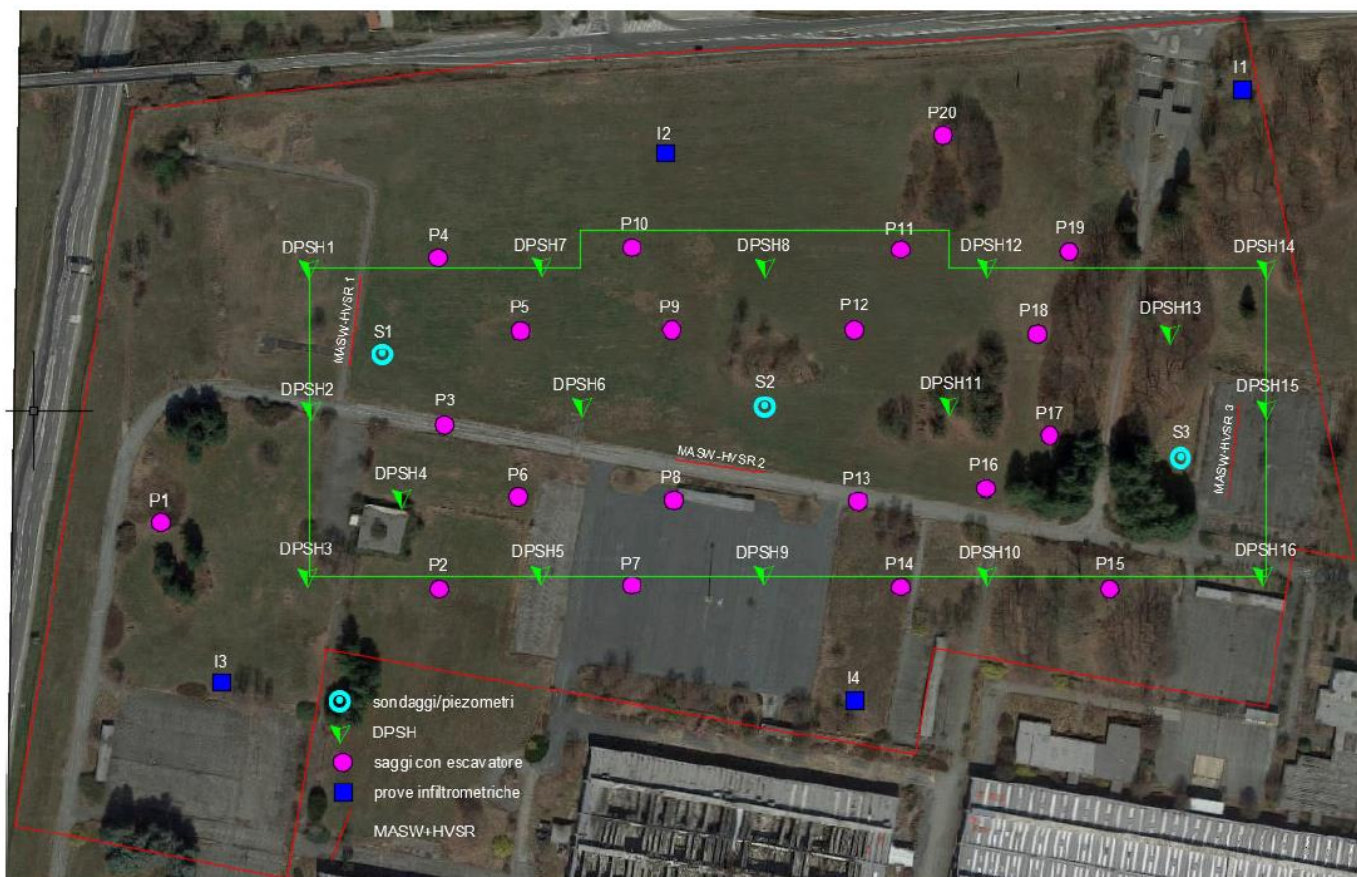 I1
P20
I2
P10
P11
P19
P4
DPSH1
DPSH7
DPSH8
DPSH12
DPSH14
MASW-HVSR 1
S1
P5
P9
P12
P18
DPSH13
DPSH2
P3
DPSH6
S2
DPSH11
P17
DPSH15
S3
MASW-HVSR 3
MASW-HVSR 2
P1
DPSH4
P6
P8
P13
P16
DPSH3
P2
DPSH5
P7
DPSH9
P14
DPSH10
P15
DPSH16
I3
I4
sondaggi/piezometri
DPSH
saggi con escavatore
prove infiltrometriche
MASW+HVSR